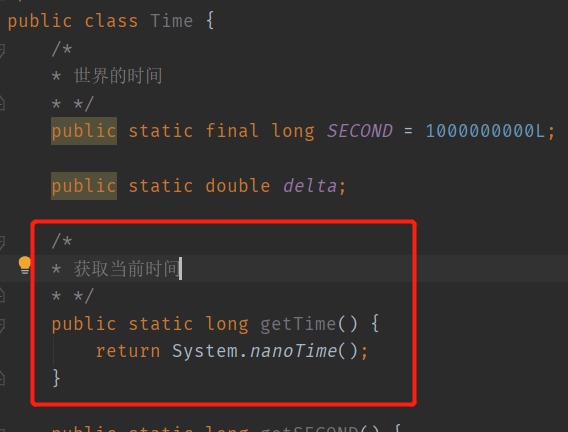 public class Time {
/*
* 世界的时间
* */
public static final long SECOND = 1000000000L;
public static double delta;
/*
* 获取当前时间
* */
public static long getTime() {
return System.nanoTime();
}
public static long getSECOND() {